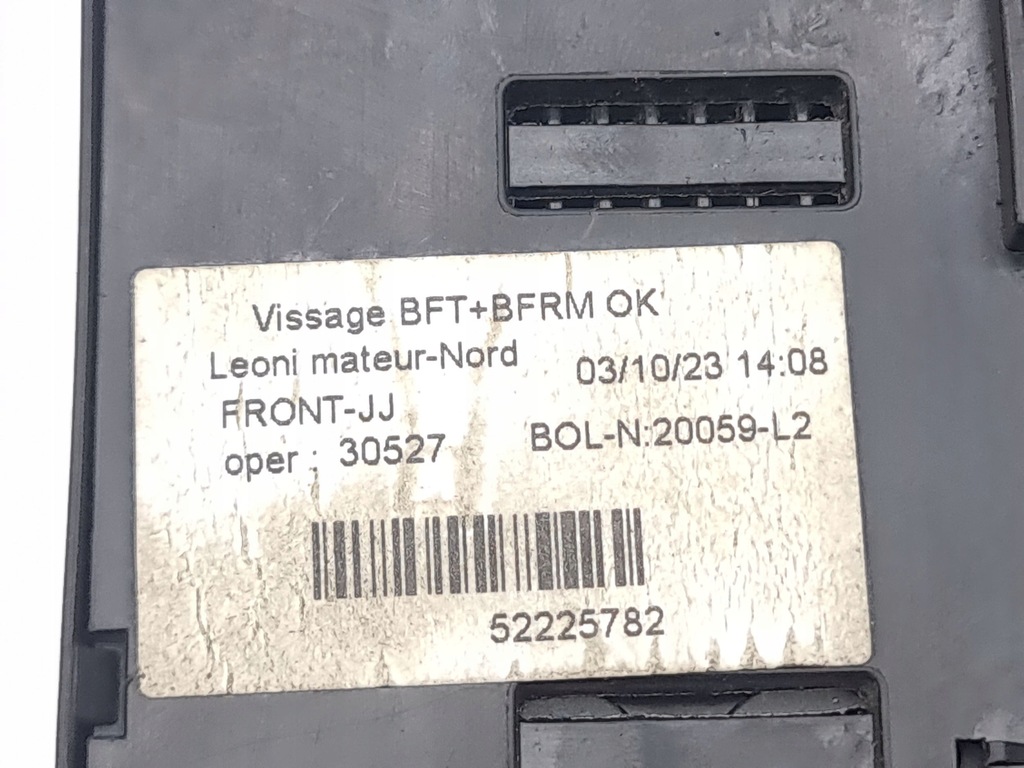 Vissage BFT+BFRM OK
Leoni mateur-Nord 03/10/23 14:08
FRONT-JJ
oper : 30527 BOL-N:20059-L2
52225782